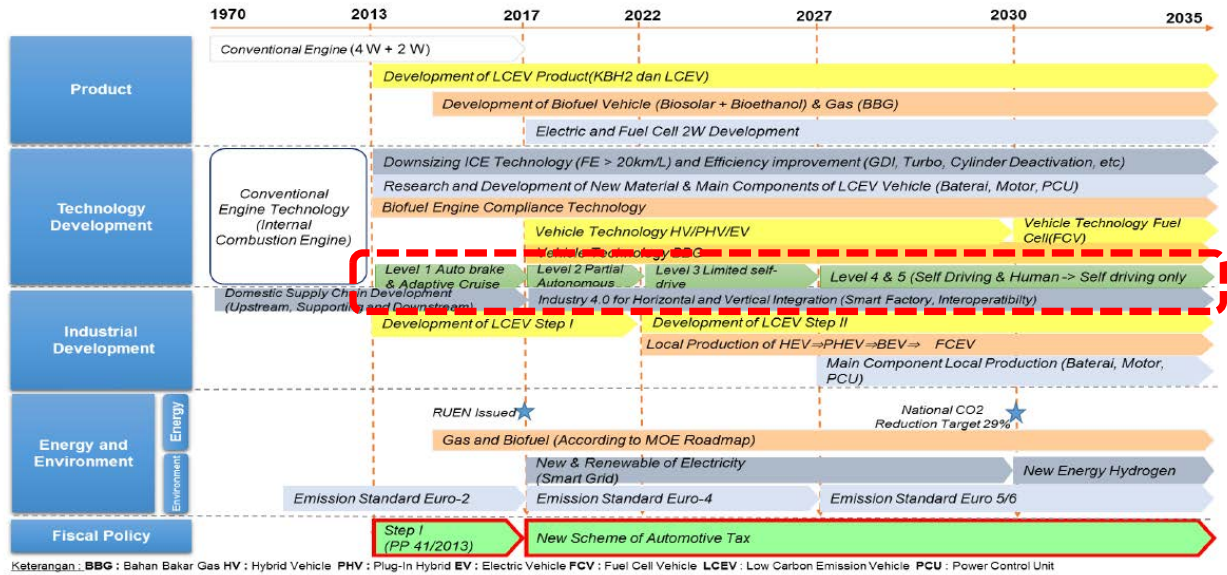 1970 2013 2017 2022 2027 2030 2035
Product
Conventional Engine (4 W + 2 W)
Development of LCEV Product(KBH2 dan LCEV)
Development of Biofuel Vehicle (Biosolar + Bioethanol) & Gas (BBG)
Electric and Fuel Cell 2W Development
Technology
Development
Conventional
Engine Technology
(Internal
Combustion Engine)
Downsizing ICE Technology (FE > 20km/L) and Efficiency improvement (GDI, Turbo, Cylinder Deactivation, etc)
Research and Development of New Material & Main Components of LCEV Vehicle (Baterai, Motor, PCU)
Biofuel Engine Compliance Technology
Vehicle Technology HV/PHV/EV
Vehicle Technology Fuel
Cell(FCV)
Vehicle Technology BBG
Level 1 Auto brake
& Adaptive Cruise
Level 2 Partial
Autonomous
Level 3 Limited self-
drive
Level 4 & 5 (Self Driving & Human -> Self driving only
Industrial
Development
Domestic Supply Chain Development
(Upstream, Supporting and Downstream)
Industry 4.0 for Horizontal and Vertical Integration (Smart Factory, Interoperatibilty)
Development of LCEV Step I
Development of LCEV Step II
Local Production of HEV⇒PHEV⇒BEV⇒ FCEV
Main Component Local Production (Baterai, Motor,
PCU)
Energy and
Environment
Energy
Environment
RUEN Issued
National CO2
Reduction Target 29%
Gas and Biofuel (According to MOE Roadmap)
New & Renewable of Electricity
(Smart Grid)
New Energy Hydrogen
Emission Standard Euro-2
Emission Standard Euro-4
Emission Standard Euro 5/6
Fiscal Policy
Step I
(PP 41/2013)
New Scheme of Automotive Tax
Keterangan : BBG : Bahan Bakar Gas HV : Hybrid Vehicle PHV : Plug-In Hybrid EV : Electric Vehicle FCV : Fuel Cell Vehicle LCEV : Low Carbon Emission Vehicle PCU : Power Control Unit